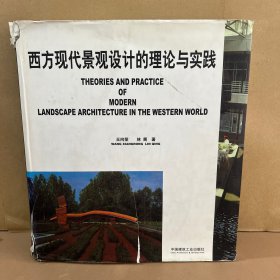 西方现代景观设计的理论与实践
THEORIES AND PRACTICE
OF
MODERN
LANDSCAPE ARCHITECTURE IN THE WESTERN WORLD
王向荣 林箐 著
WANG XIANGRONG LIN QING
中国建筑工业出版社